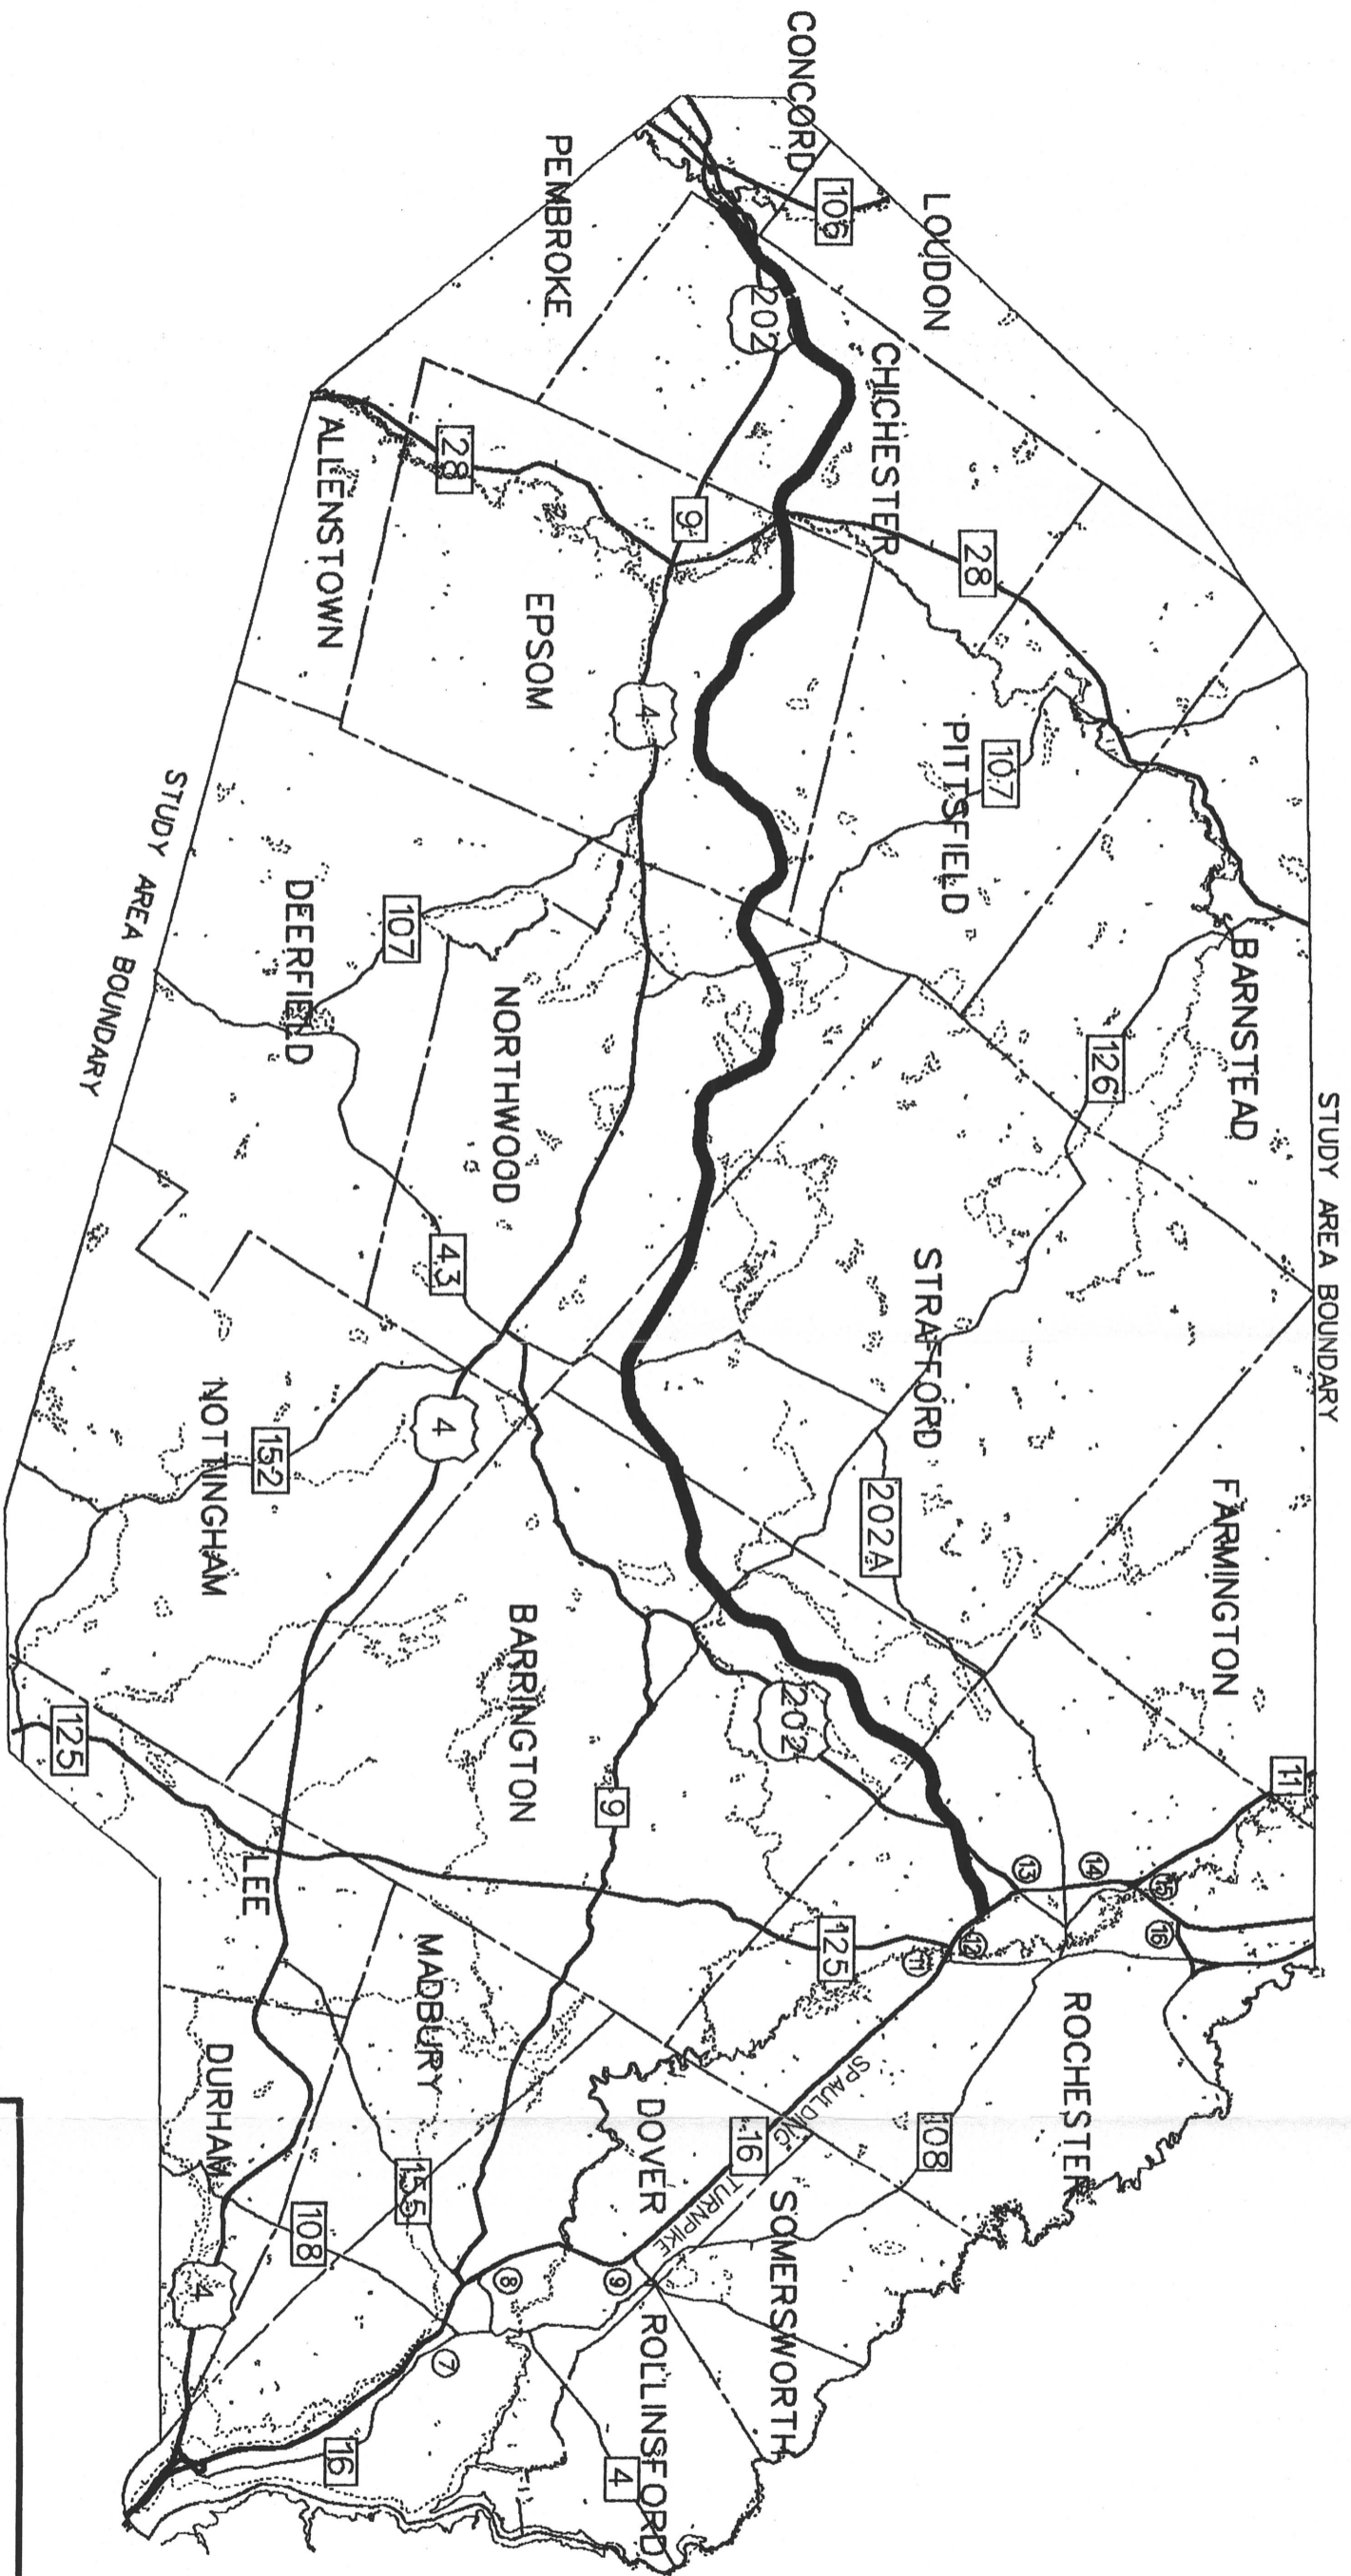 STUDY AREA BOUNDARY
CONCORD
106
LOUDON
PEMBROKE
202
CHICHESTER
28
9
28
ALLENSTOWN
EPSOM
4
PITTSFIELD
107
BARNSTEAD
126
STUDY AREA BOUNDARY
DEERFIELD
107
NORTHWOOD
43
STRAFFORD
202A
FARMINGTON
11
NOTTINGHAM
152
4
BARRINGTON
202
9
125
LEE
125
13
14
15
16
12
11
ROCHESTER
MADBURY
DURHAM
DOVER
SPAULDING
TURNPIKE
16
108
SOMERSWORTH
155
108
4
8
9
7
ROLLINSFORD
4
16